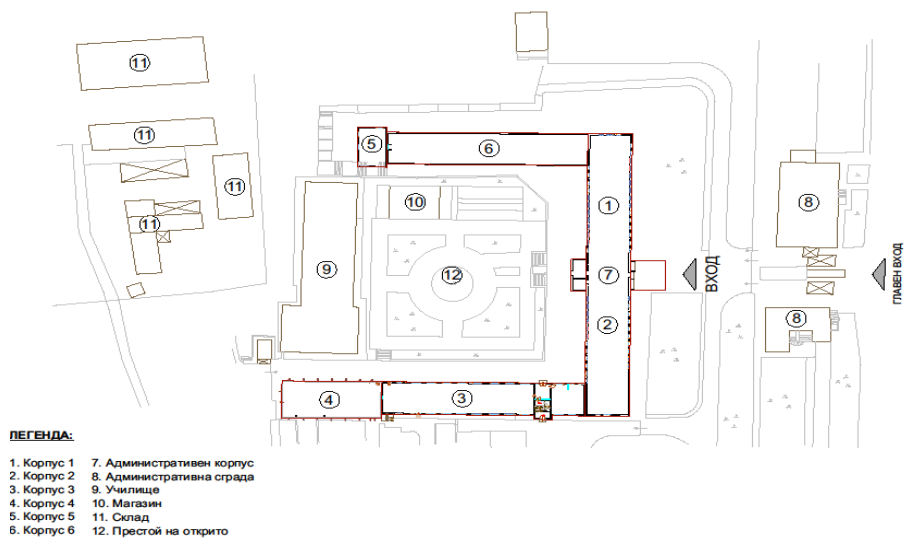 11
11
5
6
11
10
1
8
11
9
12
7
ВХОД
ГЛАВЕН ВХОД
2
8
4
3
ЛЕГЕНДА:
1. Корпус 1 7. Административен корпус
2. Корпус 2 8. Административна сграда
3. Корпус 3 9. Училище
4. Корпус 4 10. Магазин
5. Корпус 5 11. Склад
6. Корпус 6 12. Престой на открито